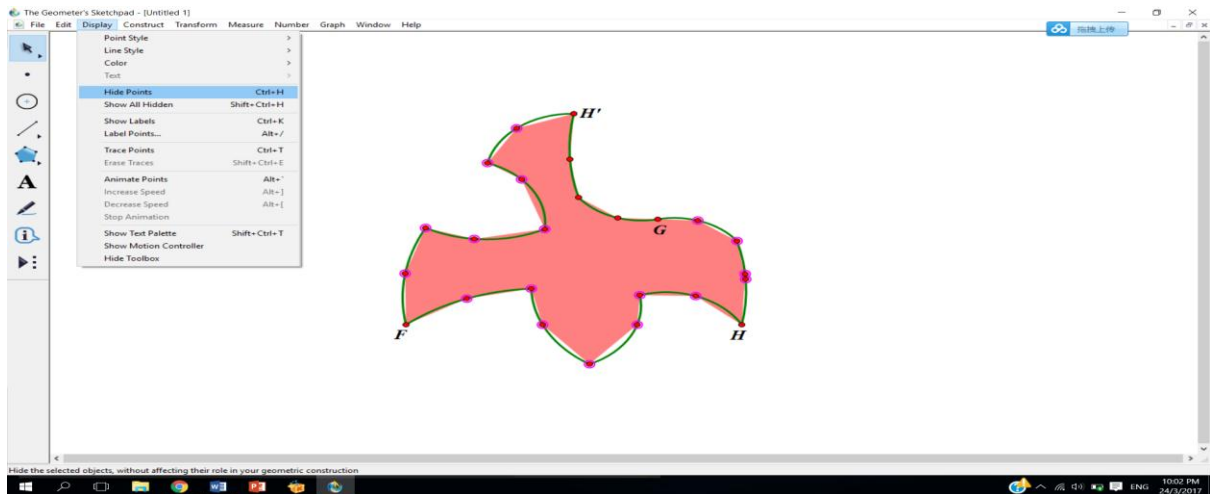 The Geometer's Sketchpad - [Untitled 1]
File Edit Display Construct Transform Measure Number Graph Window Help
拖拽上传
Point Style
Line Style
Color
Text
Hide Points Ctrl+H
Show All Hidden Shift+Ctrl+H
Show Labels Ctrl+K
Label Points... Alt+/
Trace Points Ctrl+T
Erase Traces Shift+Ctrl+E
Animate Points Alt+`
Increase Speed Alt+]
Decrease Speed Alt+[
Stop Animation
Show Text Palette Shift+Ctrl+T
Show Motion Controller
Hide Toolbox
A
H'
G
F
H
Hide the selected objects, without affecting their role in your geometric construction
ENG
10:02 PM
24/3/2017